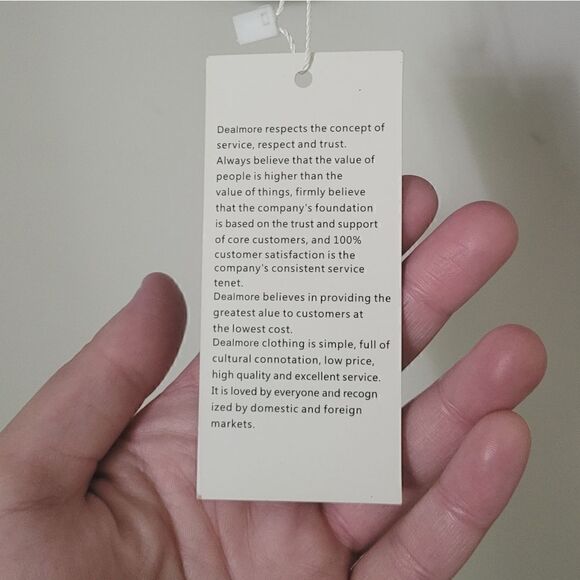 Dealmore respects the concept of
service, respect and trust.
Always believe that the value of
people is higher than the
value of things, firmly believe
that the company's foundation
is based on the trust and support
of core customers, and 100%
customer satisfaction is the
company's consistent service
tenet.
Dealmore believes in providing the
greatest alue to customers at
the lowest cost.
Dealmore clothing is simple, full of
cultural connotation, low price,
high quality and excellent service.
It is loved by everyone and recogn
ized by domestic and foreign
markets.